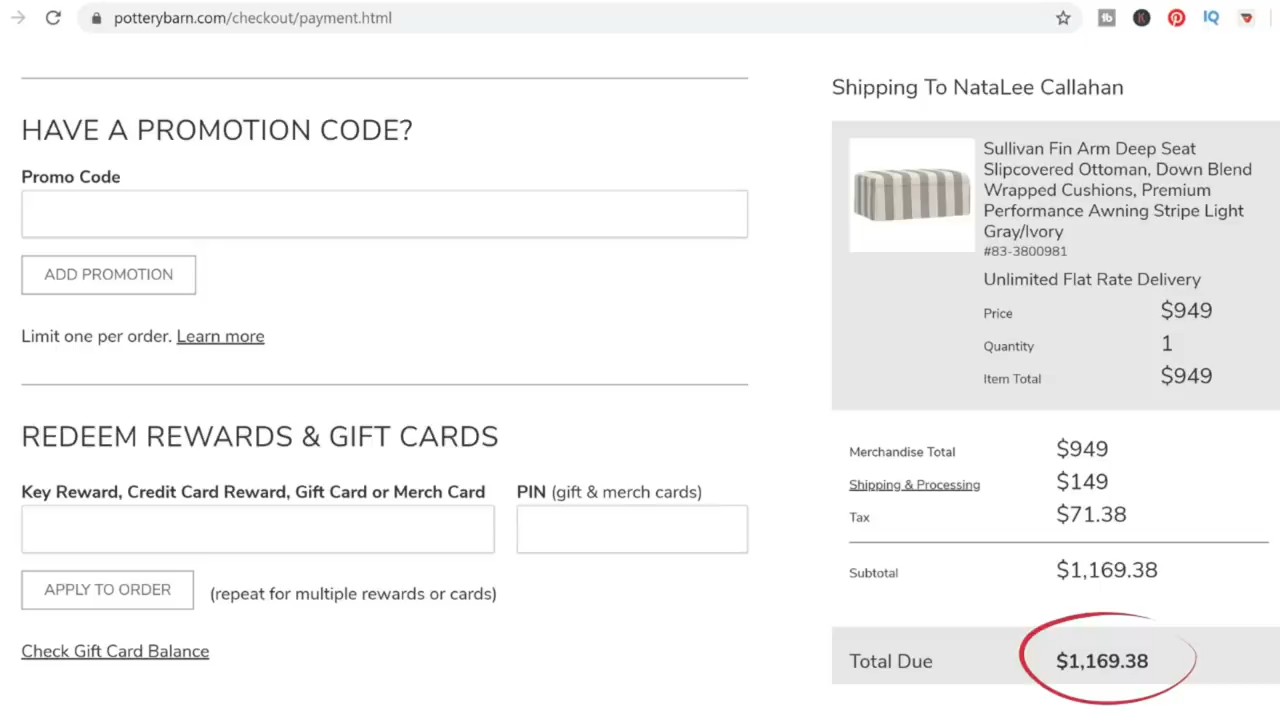 potterybarn.com/checkout/payment.html
HAVE A PROMOTION CODE?
Promo Code
ADD PROMOTION
Limit one per order. Learn more
REDEEM REWARDS & GIFT CARDS
Key Reward, Credit Card Reward, Gift Card or Merch Card
PIN (gift & merch cards)
APPLY TO ORDER
(repeat for multiple rewards or cards)
Check Gift Card Balance
Shipping To NataLee Callahan
Sullivan Fin Arm Deep Seat
Slipcovered Ottoman, Down Blend
Wrapped Cushions, Premium
Performance Awning Stripe Light
Gray/Ivory
#83-3800981
Unlimited Flat Rate Delivery
Price $949
Quantity 1
Item Total $949
Merchandise Total $949
Shipping & Processing $149
Tax $71.38
Subtotal $1,169.38
Total Due $1,169.38
tb
K
IQ